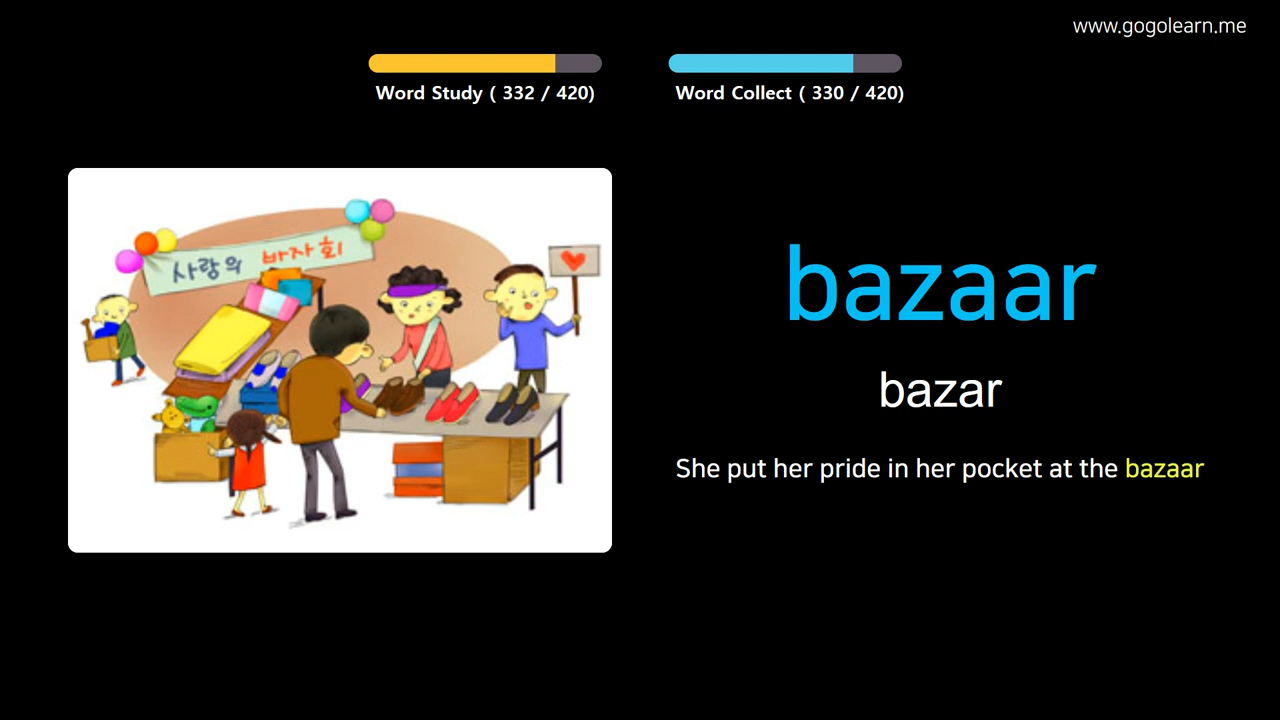 www.gogolearn.me
Word Study ( 332 / 420)
Word Collect ( 330 / 420)
사랑의 바자회
bazaar
bazar
She put her pride in her pocket at the bazaar